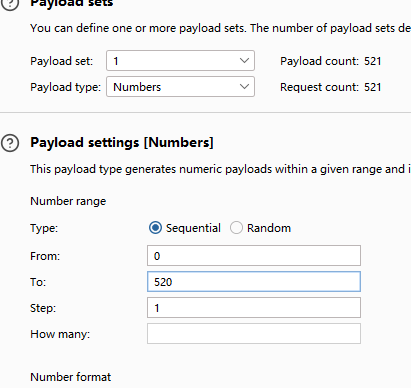 Payload sets
You can define one or more payload sets. The number of payload sets de
Payload set: 1 Payload count: 521
Payload type: Numbers Request count: 521
Payload settings [Numbers]
This payload type generates numeric payloads within a given range and i
Number range
Type: Sequential Random
From: 0
To: 520
Step: 1
How many:
Number format